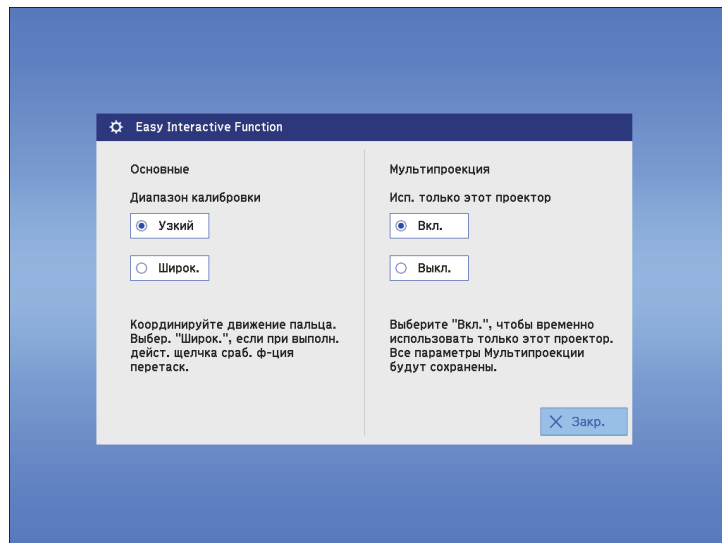 Easy Interactive Function
Основные
Диапазон калибровки
Узкий
Широк.
Координируйте движение пальца.
Выбер. "Широк.", если при выполн.
дейст. щелчка сраб. ф-ция
перетаск.
Мультипроекция
Исп. только этот проектор
Вкл.
Выкл.
Выберите "Вкл.", чтобы временно
использовать только этот проектор.
Все параметры Мультипроекции
будут сохранены.
Закр.